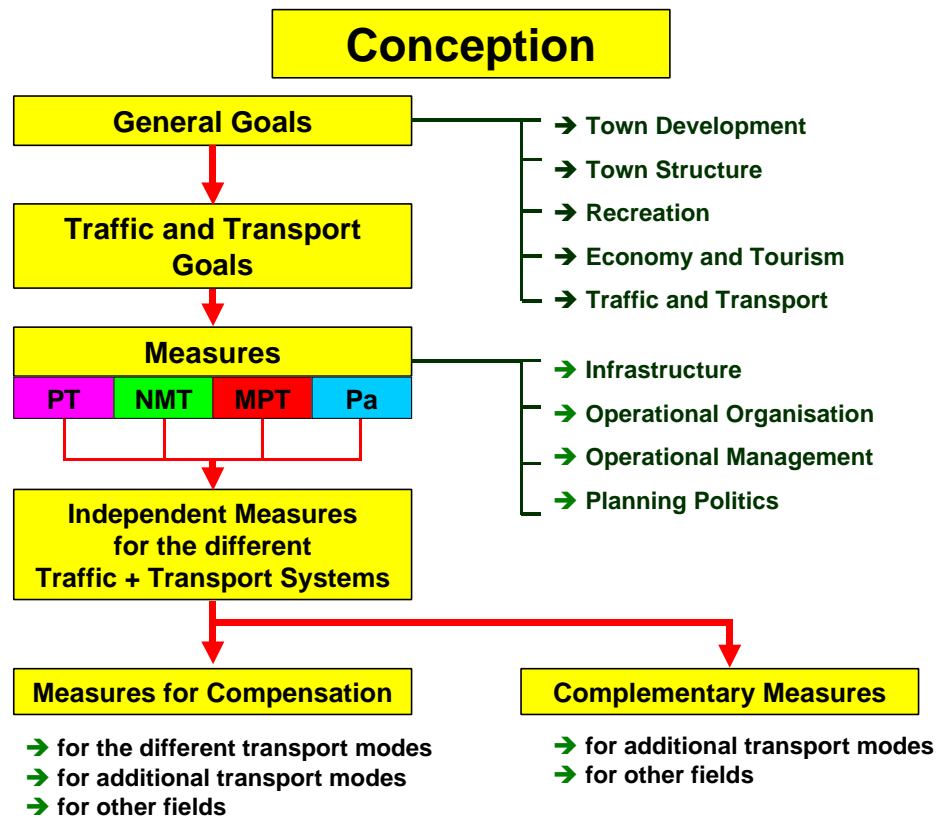 Conception
General Goals
➔ Town Development
➔ Town Structure
➔ Recreation
➔ Economy and Tourism
➔ Traffic and Transport
Traffic and Transport
Goals
Measures
PT NMT MPT Pa
➔ Infrastructure
➔ Operational Organisation
➔ Operational Management
➔ Planning Politics
Independent Measures
for the different
Traffic + Transport Systems
Measures for Compensation
➔ for the different transport modes
➔ for additional transport modes
➔ for other fields
Complementary Measures
➔ for additional transport modes
➔ for other fields